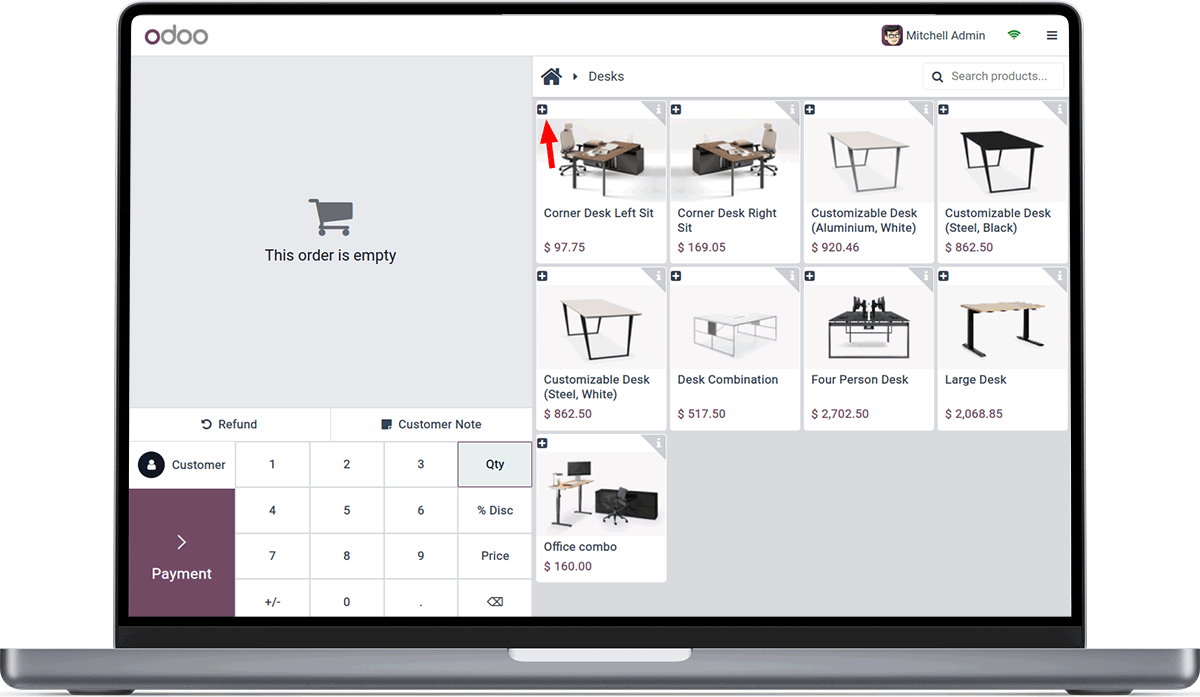 odoo
Mitchell Admin
Desks
Search products...
This order is empty
Corner Desk Left Sit
$ 97.75
Corner Desk Right
Sit
$ 169.05
Customizable Desk
(Aluminium, White)
$ 920.46
Customizable Desk
(Steel, Black)
$ 862.50
Customizable Desk
(Steel, White)
$ 862.50
Desk Combination
$ 517.50
Four Person Desk
$ 2,702.50
Large Desk
$ 2,068.85
Office combo
$ 160.00
Refund
Customer Note
Customer
1 2 3 Qty
4 5 6 % Disc
7 8 9 Price
+/- 0 .
Payment